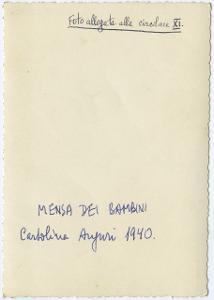 Foto allegata alla circolare XI.
MENSA DEI BAMBINI
Cartolina Auguri 1940.